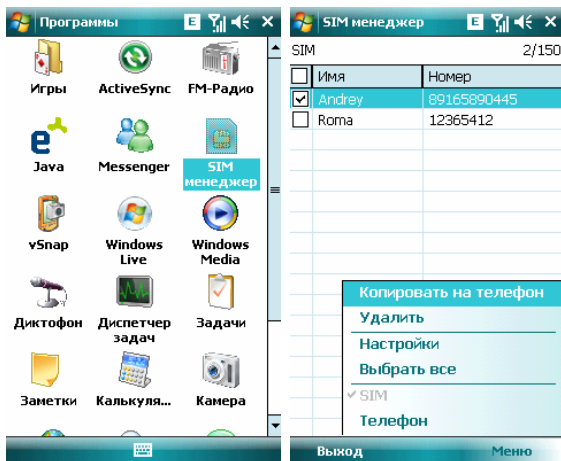 Программы
E
Игры
ActiveSync
FM-Радио
Java
Messenger
SIM
менеджер
vSnap
Windows
Live
Windows
Media
Диктофон
Диспетчер
задач
Задачи
Заметки
Калькуля...
Камера
SIM менеджер
E
SIM
2/150
Имя
Номер
Andrey
89165890445
Roma
12365412
Копировать на телефон
Удалить
Настройки
Выбрать все
SIM
Телефон
Выход
Меню